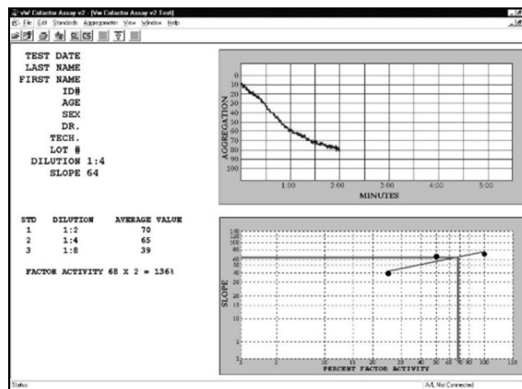 vW Cofactor Assay v2 - [Vw Cofactor Assay v2 Test]
File Edit Standards Aggregometer View Window Help
TEST DATE
LAST NAME
FIRST NAME
ID#
AGE
SEX
DR.
TECH.
LOT #
DILUTION 1:4
SLOPE 64
STD DILUTION AVERAGE VALUE
1 1:2 70
2 1:4 65
3 1:8 39
FACTOR ACTIVITY 68 X 2 = 136%
AGGREGATION
0
10
20
30
40
50
60
70
80
90
100
1:00 2:00 3:00 4:00 5:00
MINUTES
SLOPE
PERCENT FACTOR ACTIVITY
Status
A/L Not Connected